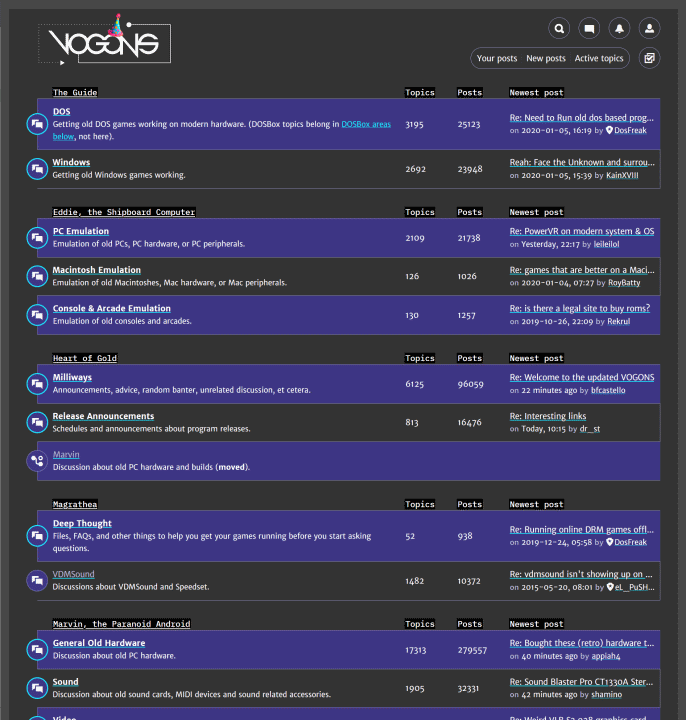 VOGONS
Your posts New posts Active topics
The Guide Topics Posts Newest post
DOS
Getting old DOS games working on modern hardware. (DOSBox topics belong in DOSBox areas
below, not here).
3195 25123
Re: Need to Run old dos based prog...
on 2020-01-05, 16:19 by DosFreak
Windows
Getting old Windows games working.
2692 23948
Reah: Face the Unknown and surrou...
on 2020-01-05, 15:39 by KainXVIII
Eddie, the Shipboard Computer Topics Posts Newest post
PC Emulation
Emulation of old PCs, PC hardware, or PC peripherals.
2109 21738
Re: PowerVR on modern system & OS
on Yesterday, 22:17 by leileilol
Macintosh Emulation
Emulation of old Macintoshes, Mac hardware, or Mac peripherals.
126 1026
Re: games that are better on a Maci...
on 2020-01-04, 07:27 by RoyBatty
Console & Arcade Emulation
Emulation of old consoles and arcades.
130 1257
Re: is there a legal site to buy roms?
on 2019-10-26, 22:09 by Rekrul
Heart of Gold Topics Posts Newest post
Milliways
Announcements, advice, random banter, unrelated discussion, et cetera.
6125 96059
Re: Welcome to the updated VOGONS
on 22 minutes ago by bfcastello
Release Announcements
Schedules and announcements about program releases.
813 16476
Re: Interesting links
on Today, 10:15 by dr_st
Marvin
Discussion about old PC hardware and builds (moved).
Magrathea Topics Posts Newest post
Deep Thought
Files, FAQs, and other things to help you get your games running before you start asking
questions.
52 938
Re: Running online DRM games offl...
on 2019-12-24, 05:58 by DosFreak
VDMSound
Discussions about VDMSound and Speedset.
1482 10372
Re: vdmsound isn't showing up on ...
on 2015-05-20, 08:01 by eL_PuSH...
Marvin, the Paranoid Android Topics Posts Newest post
General Old Hardware
Discussion about old PC hardware.
17313 279557
Re: Bought these (retro) hardware t...
on 40 minutes ago by appiah4
Sound
Discussion about old sound cards, MIDI devices and sound related accessories.
1905 32331
Re: Sound Blaster Pro CT1330A Ster...
on 42 minutes ago by shamino
Video